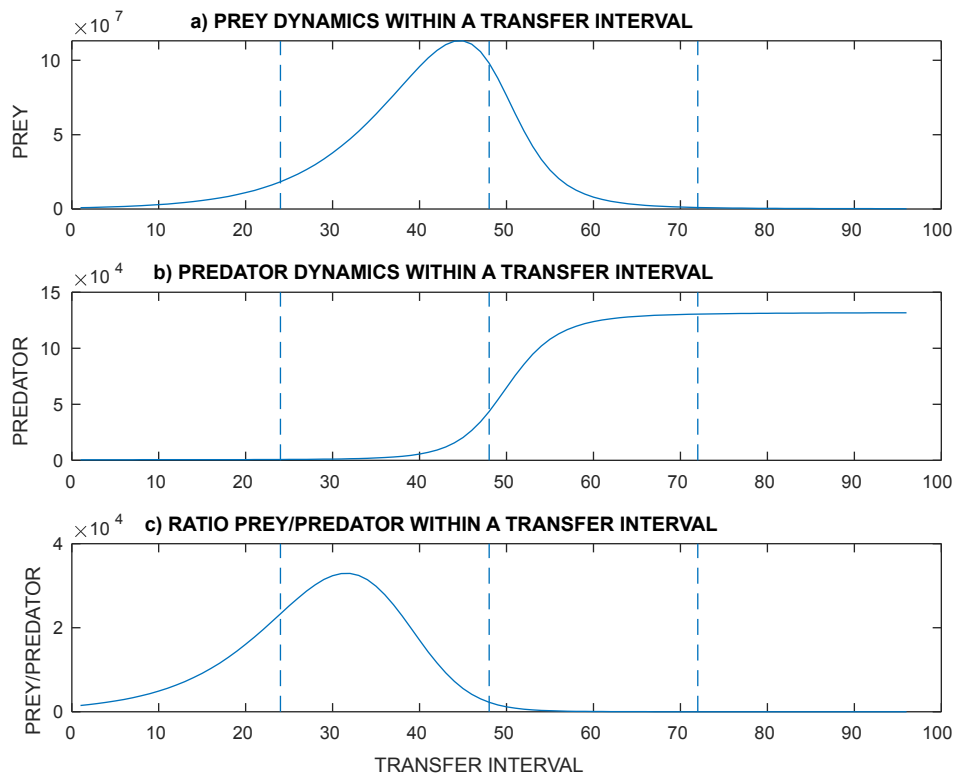 a) PREY DYNAMICS WITHIN A TRANSFER INTERVAL
×10 7
10
5
0
PREY
0 10 20 30 40 50 60 70 80 90 100
b) PREDATOR DYNAMICS WITHIN A TRANSFER INTERVAL
×10 4
15
10
5
0
PREDATOR
0 10 20 30 40 50 60 70 80 90 100
c) RATIO PREY/PREDATOR WITHIN A TRANSFER INTERVAL
×10 4
4
2
0
PREY/PREDATOR
0 10 20 30 40 50 60 70 80 90 100
TRANSFER INTERVAL